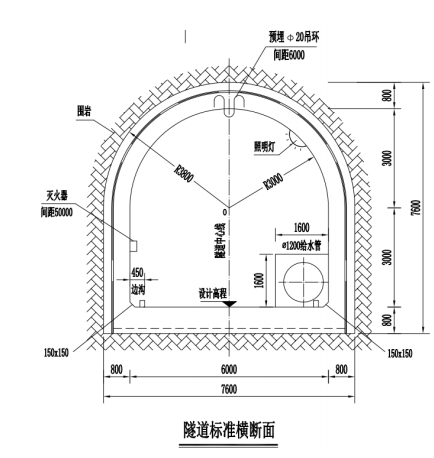 预埋 Φ20吊环
间距6000
围岩
800
照明灯
R3800
R3000
3000
7600
灭火器
间距50000
0
隧道中心线
1600
ø1200给水管
450
边沟
1600
设计高程
3000
800
150x150
150x150
800
6000
800
7600
隧道标准横断面